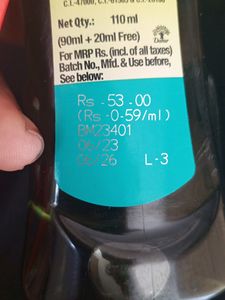 Net Qty.: 110 ml
(90ml + 20ml Free)
For MRP Rs. (incl. of all taxes)
Batch No., Mfd. & Use before,
See below:
Rs .53.00
(Rs.0.59/ml)
BM23401
06/23
05/26 L-3